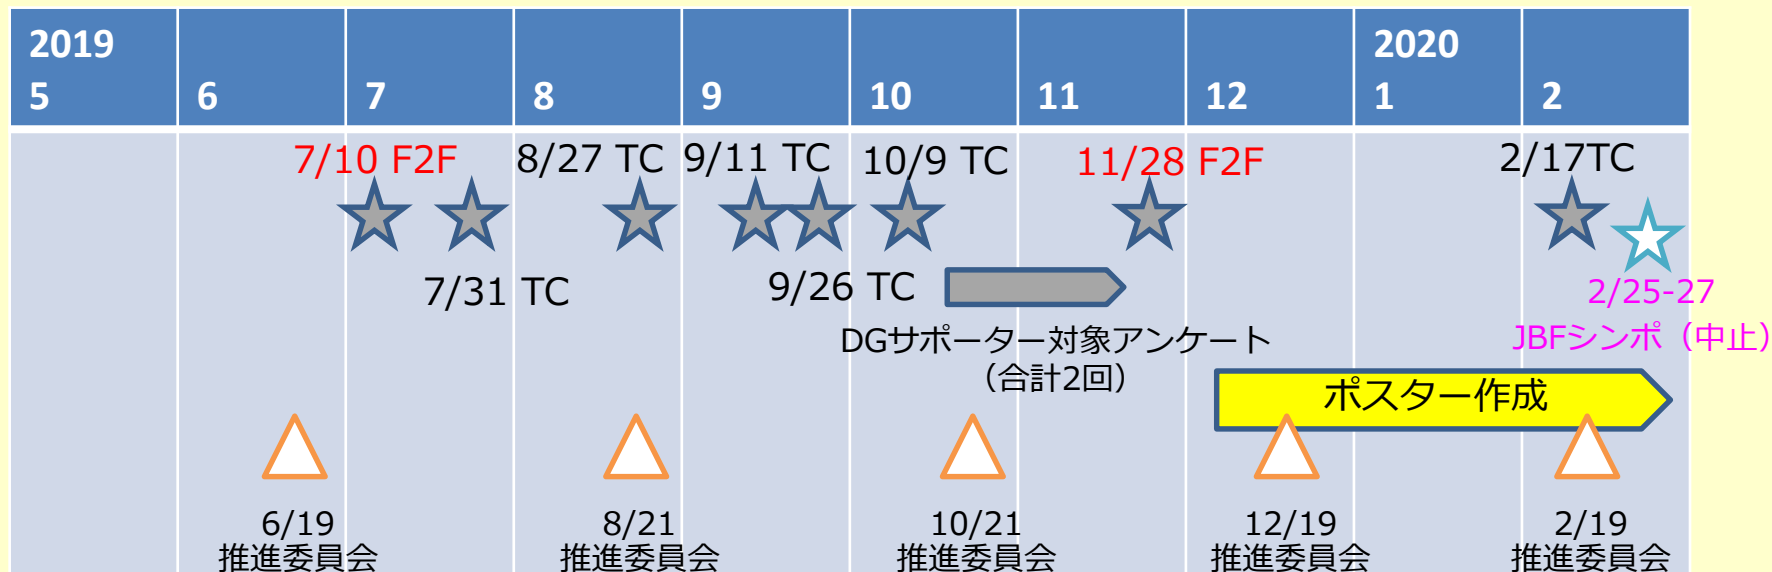 2019
2020
5
6
7
8
9
10
11
12
1
2
7/10 F2F
8/27 TC
9/11 TC
10/9 TC
11/28 F2F
2/17TC
7/31 TC
9/26 TC
2/25-27
JBFシンポ（中止）
DGサポーター対象アンケート
（合計2回）
ポスター作成
6/19
推進委員会
8/21
推進委員会
10/21
推進委員会
12/19
推進委員会
2/19
推進委員会